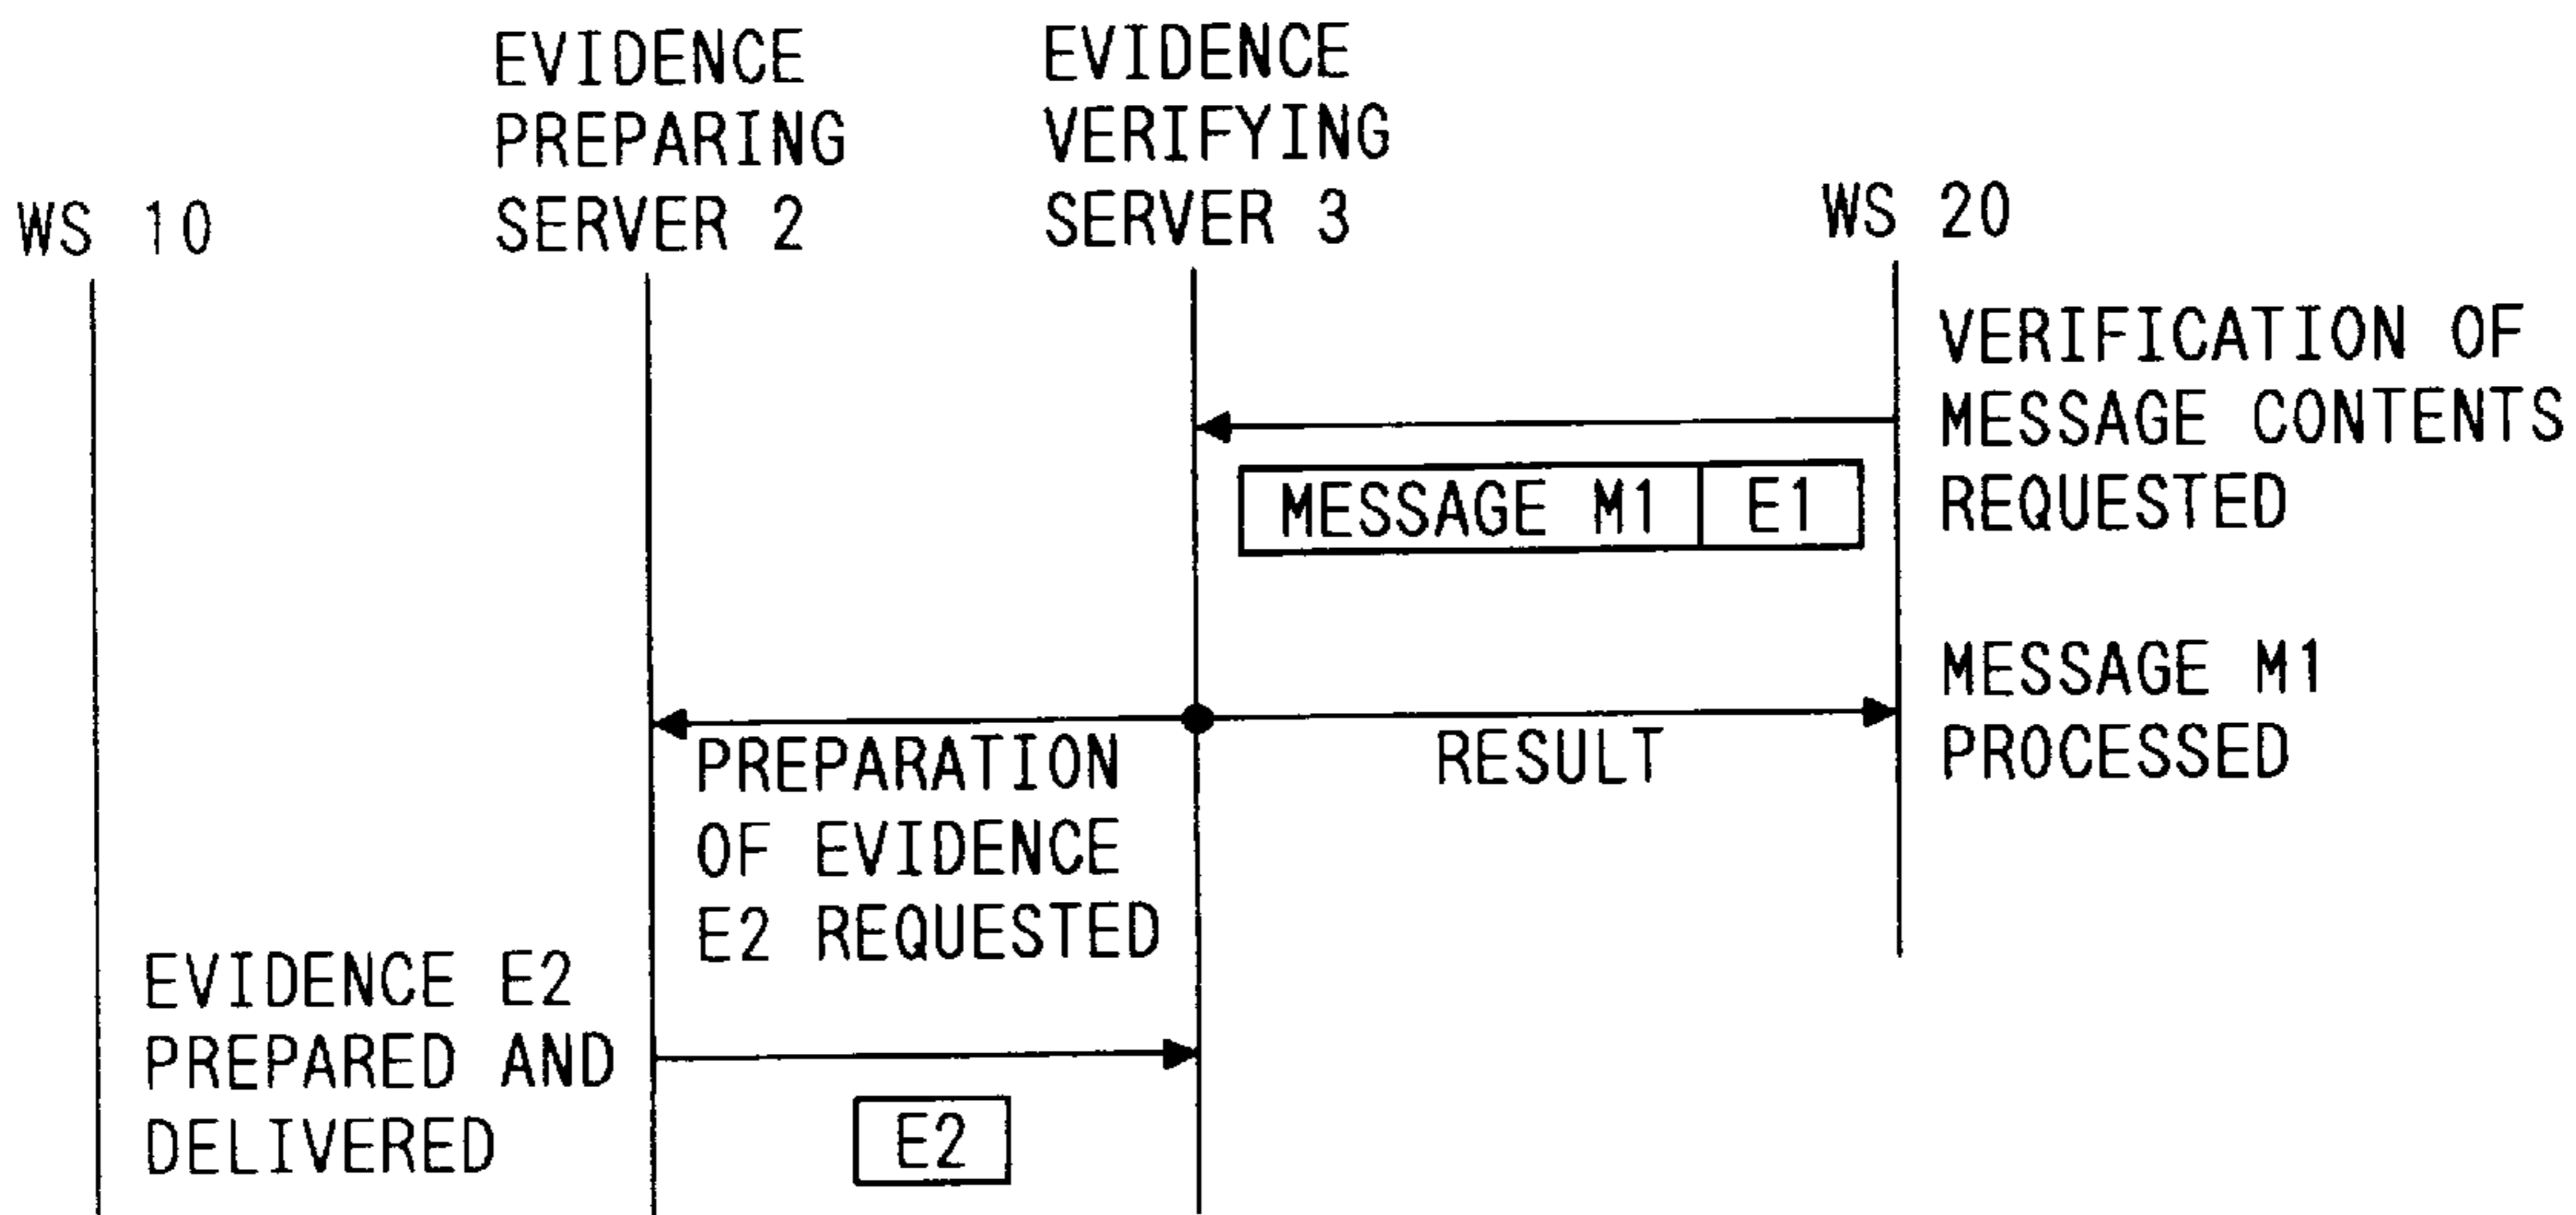 WS 10
EVIDENCE
PREPARING
SERVER 2
EVIDENCE
VERIFYING
SERVER 3
WS 20
VERIFICATION OF
MESSAGE CONTENTS
REQUESTED
MESSAGE M1
E1
MESSAGE M1
PROCESSED
RESULT
PREPARATION
OF EVIDENCE
E2 REQUESTED
EVIDENCE E2
PREPARED AND
DELIVERED
E2